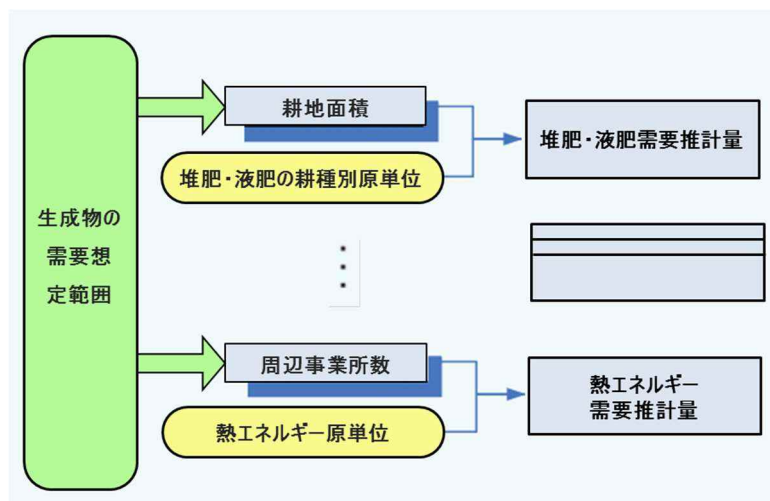 生成物の
需要想
定範囲
耕地面積
堆肥・液肥の耕種別原単位
堆肥・液肥需要推計量
周辺事業所数
熱エネルギー原単位
熱エネルギー
需要推計量